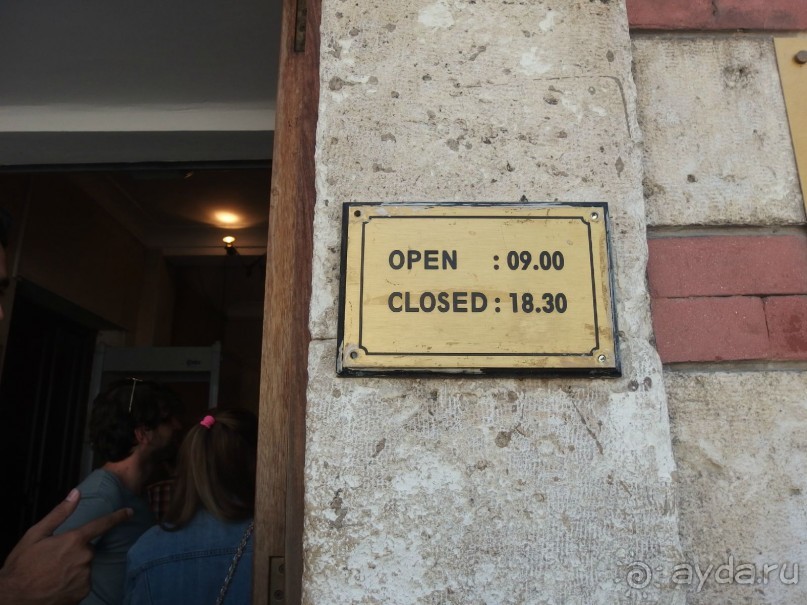 OPEN : 09.00
CLOSED : 18.30
ayda.ru